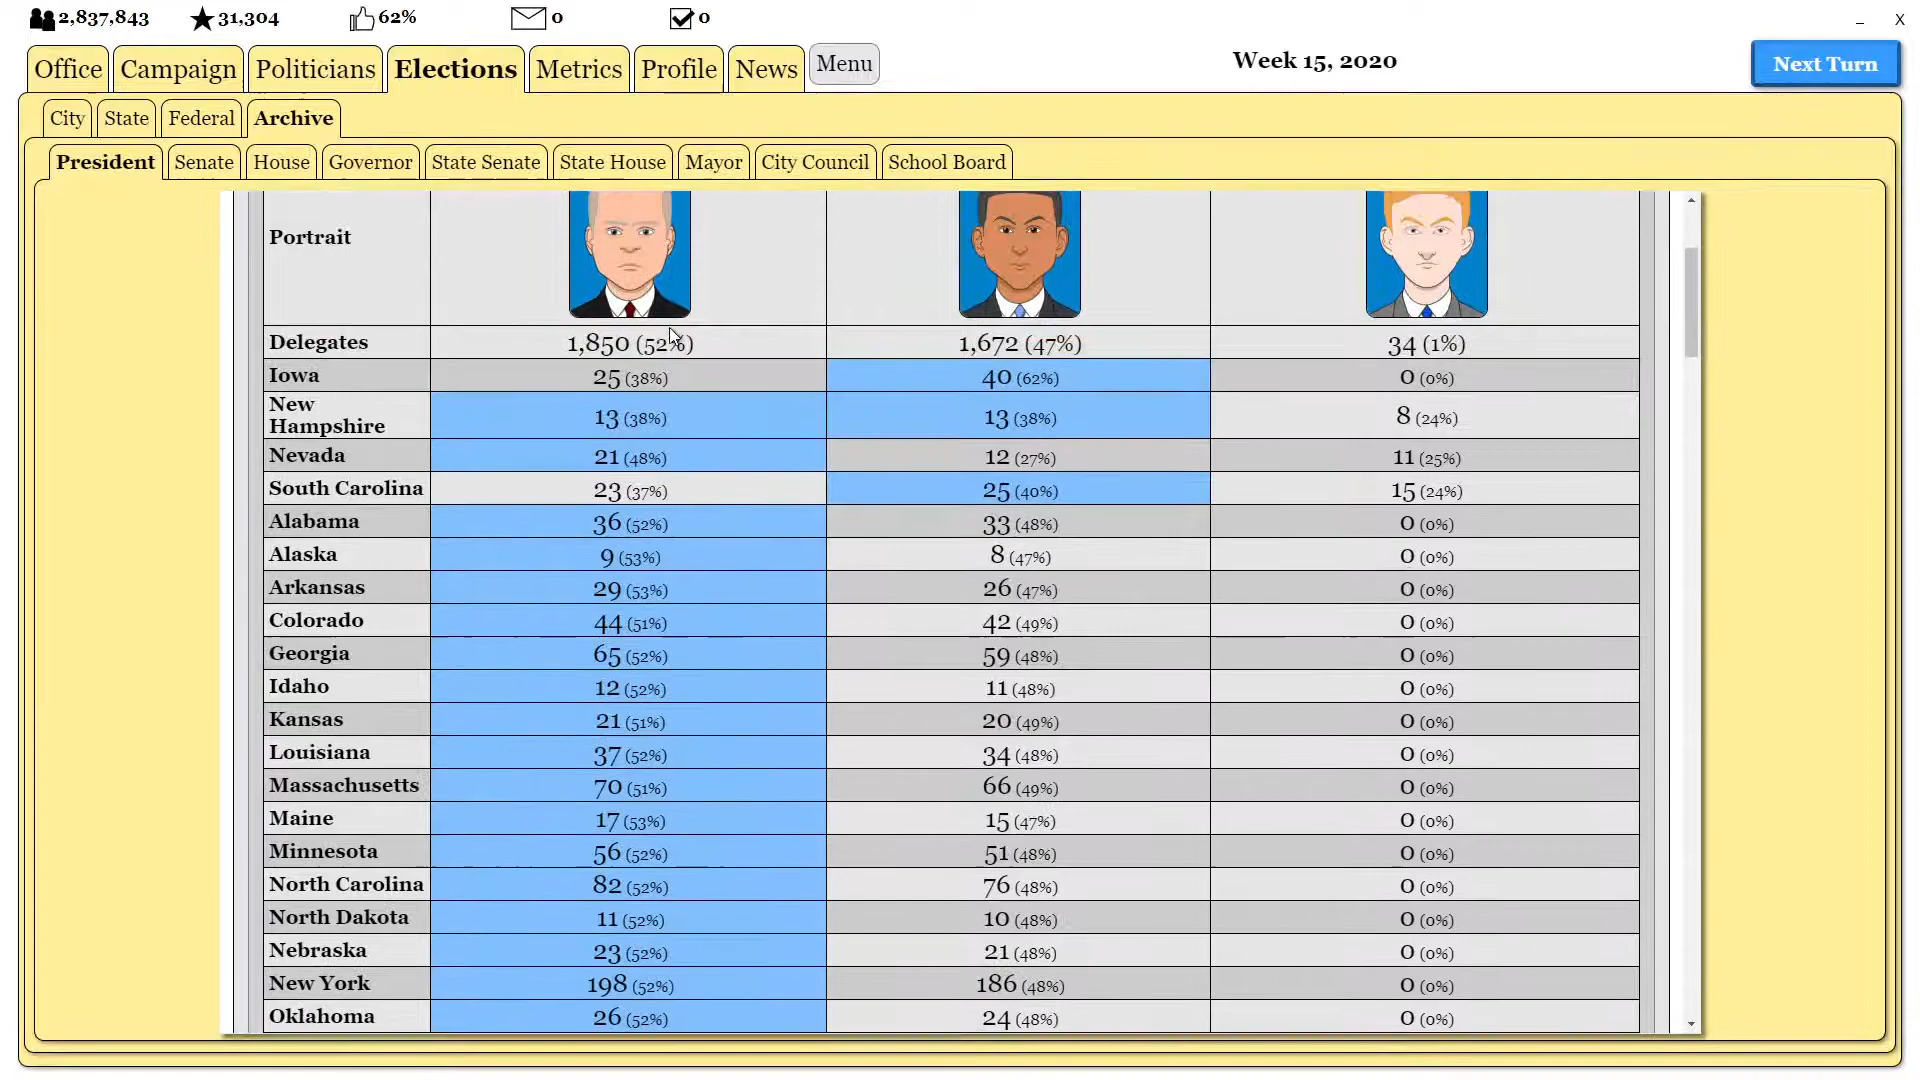 2,837,843 31,304 62% 0 0 _ X
Office Campaign Politicians Elections Metrics Profile News Menu Week 15, 2020 Next Turn
City State Federal Archive
President Senate House Governor State Senate State House Mayor City Council School Board
Portrait
Delegates 1,850 (52%) 1,672 (47%) 34 (1%)
Iowa 25 (38%) 40 (62%) 0 (0%)
New
Hampshire 13 (38%) 13 (38%) 8 (24%)
Nevada 21 (48%) 12 (27%) 11 (25%)
South Carolina 23 (37%) 25 (40%) 15 (24%)
Alabama 36 (52%) 33 (48%) 0 (0%)
Alaska 9 (53%) 8 (47%) 0 (0%)
Arkansas 29 (53%) 26 (47%) 0 (0%)
Colorado 44 (51%) 42 (49%) 0 (0%)
Georgia 65 (52%) 59 (48%) 0 (0%)
Idaho 12 (52%) 11 (48%) 0 (0%)
Kansas 21 (51%) 20 (49%) 0 (0%)
Louisiana 37 (52%) 34 (48%) 0 (0%)
Massachusetts 70 (51%) 66 (49%) 0 (0%)
Maine 17 (53%) 15 (47%) 0 (0%)
Minnesota 56 (52%) 51 (48%) 0 (0%)
North Carolina 82 (52%) 76 (48%) 0 (0%)
North Dakota 11 (52%) 10 (48%) 0 (0%)
Nebraska 23 (52%) 21 (48%) 0 (0%)
New York 198 (52%) 186 (48%) 0 (0%)
Oklahoma 26 (52%) 24 (48%) 0 (0%)